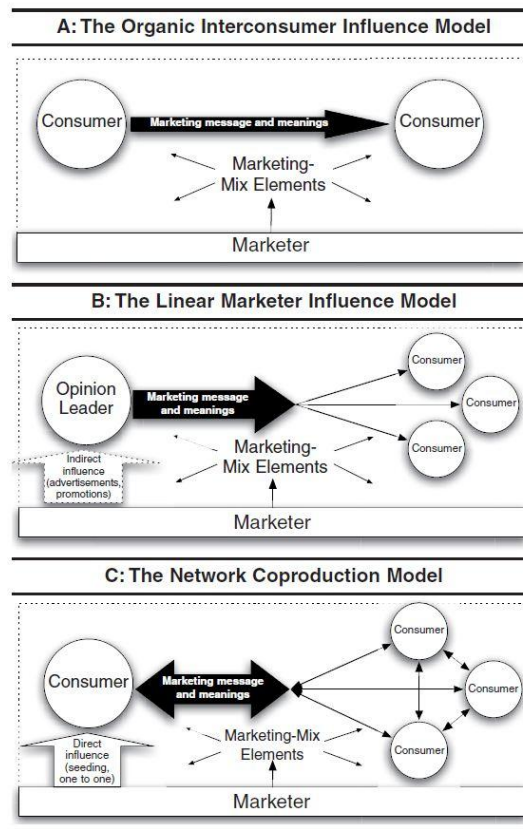 A: The Organic Interconsumer Influence Model
Consumer
Marketing message and meanings
Consumer
Marketing-
Mix Elements
Marketer
B: The Linear Marketer Influence Model
Opinion
Leader
Marketing message
and meanings
Consumer
Consumer
Consumer
Indirect
influence
(advertisements,
promotions)
Marketing-
Mix Elements
Marketer
C: The Network Coproduction Model
Consumer
Marketing message
and meanings
Consumer
Consumer
Consumer
Direct
influence
(seeding,
one to one)
Marketing-Mix
Elements
Marketer